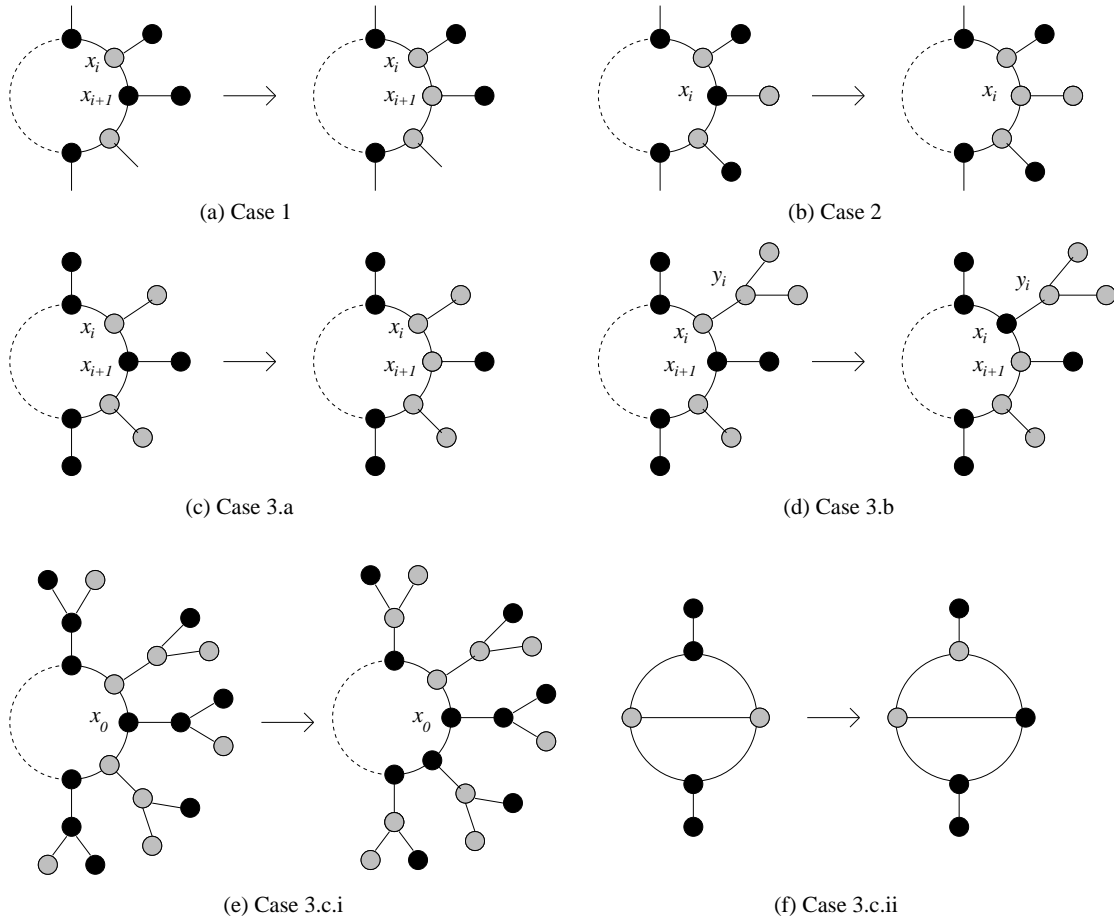 x_i
x_i
x_{i+1}
x_{i+1}
x_i
x_i
(a) Case 1
(b) Case 2
y_i
y_i
x_i
x_i
x_i
x_i
x_{i+1}
x_{i+1}
x_{i+1}
x_{i+1}
(c) Case 3.a
(d) Case 3.b
x_0
x_0
(e) Case 3.c.i
(f) Case 3.c.ii